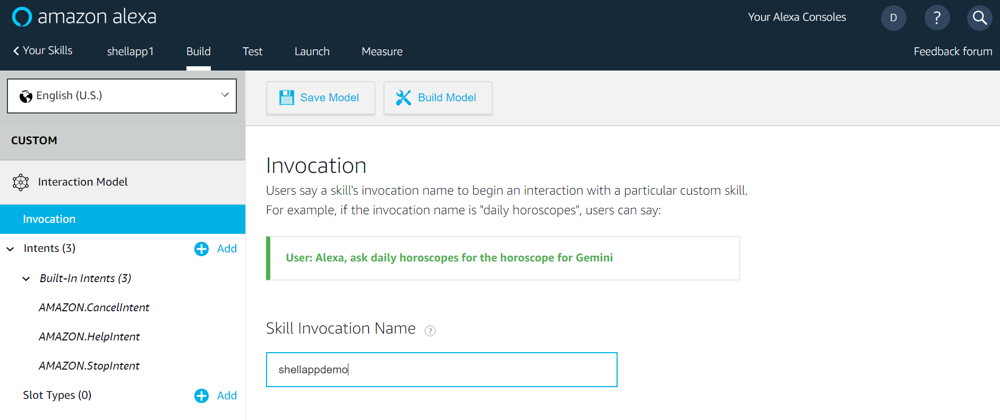 amazon alexa
Your Alexa Consoles
D
?
Your Skills
shellapp1
Build
Test
Launch
Measure
Feedback forum
English (U.S.)
Save Model
Build Model
CUSTOM
Interaction Model
Invocation
Intents (3)
Add
Built-In Intents (3)
AMAZON.CancelIntent
AMAZON.HelpIntent
AMAZON.StopIntent
Slot Types (0)
Add
Invocation
Users say a skill's invocation name to begin an interaction with a particular custom skill.
For example, if the invocation name is "daily horoscopes", users can say:
User: Alexa, ask daily horoscopes for the horoscope for Gemini
Skill Invocation Name
?
shellappdemo